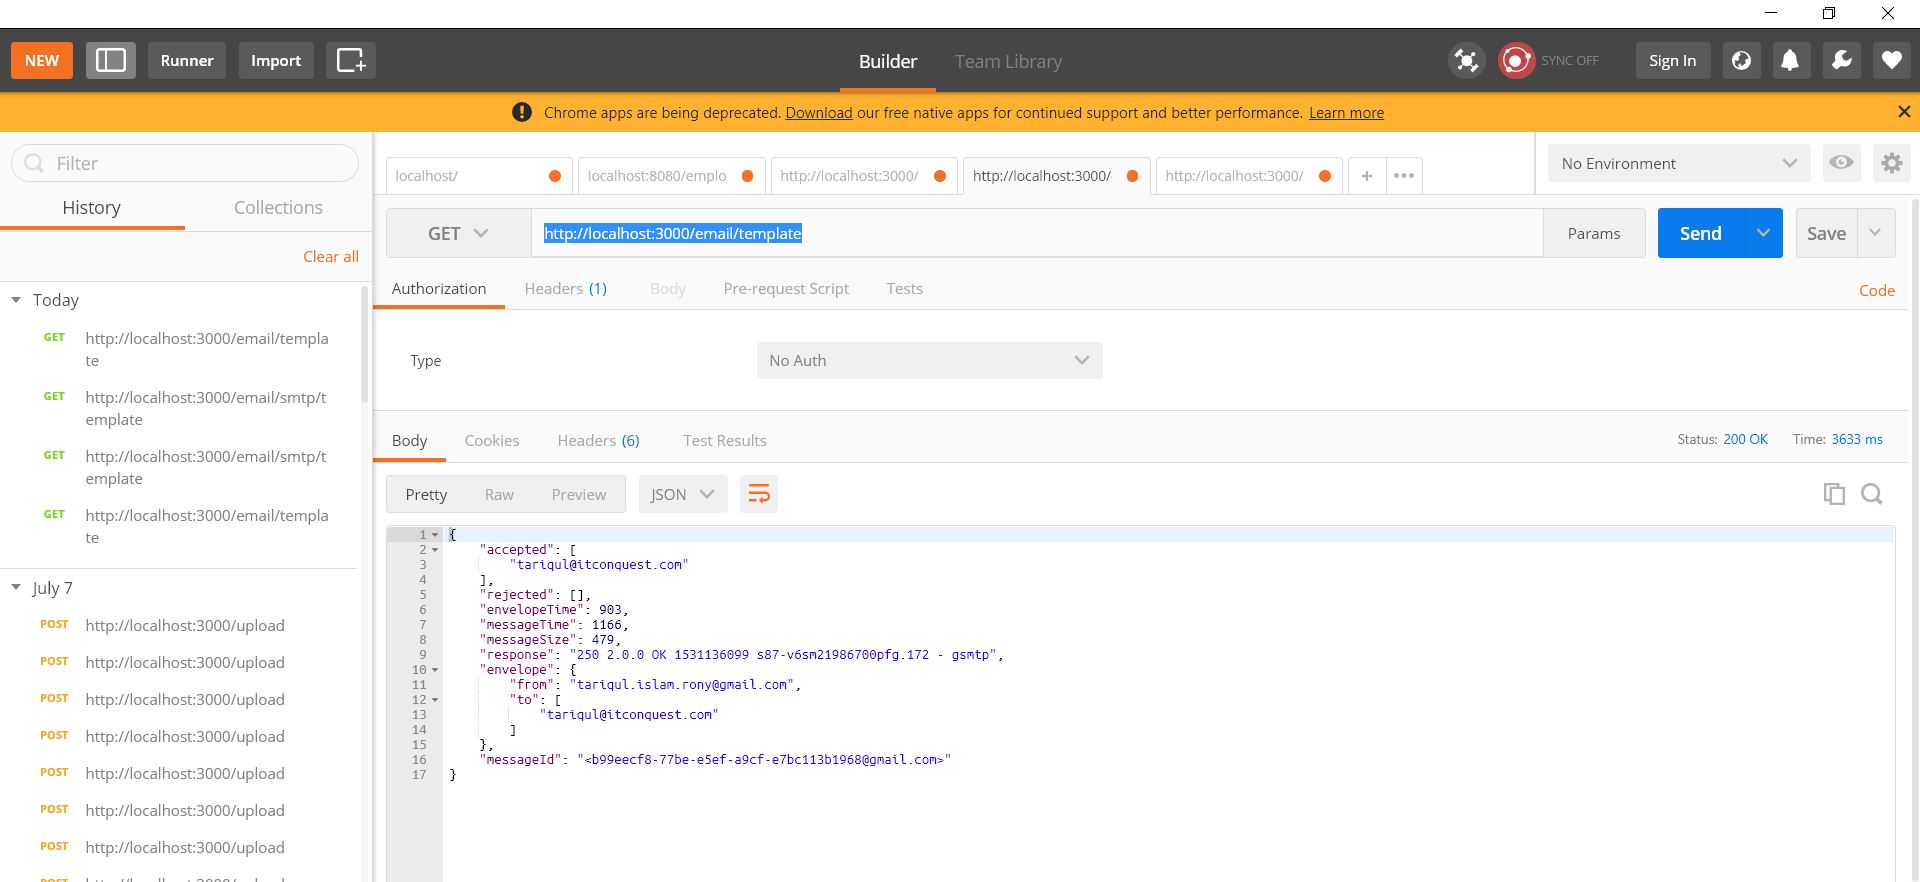 NEW
Runner
Import
Builder
Team Library
SYNC OFF
Sign In
Chrome apps are being deprecated. Download our free native apps for continued support and better performance. Learn more
Filter
History
Collections
Clear all
Today
GET http://localhost:3000/email/templa
te
GET http://localhost:3000/email/smtp/t
emplate
GET http://localhost:3000/email/smtp/t
emplate
GET http://localhost:3000/email/templa
te
July 7
POST http://localhost:3000/upload
POST http://localhost:3000/upload
POST http://localhost:3000/upload
POST http://localhost:3000/upload
POST http://localhost:3000/upload
POST http://localhost:3000/upload
POST http://localhost:3000/upload
localhost/
localhost:8080/emplo
http://localhost:3000/
http://localhost:3000/
http://localhost:3000/
No Environment
GET
http://localhost:3000/email/template
Params
Send
Save
Authorization
Headers (1)
Body
Pre-request Script
Tests
Code
Type
No Auth
Body
Cookies
Headers (6)
Test Results
Status: 200 OK
Time: 3633 ms
Pretty
Raw
Preview
JSON
1 {
2 "accepted": [
3 "tariqul@itconquest.com"
4 ],
5 "rejected": [],
6 "envelopeTime": 903,
7 "messageTime": 1166,
8 "messageSize": 479,
9 "response": "250 2.0.0 OK 1531136099 s87-v6sm21986700pfg.172 - gsmtp",
10 "envelope": {
11 "from": "tariqul.islam.rony@gmail.com",
12 "to": [
13 "tariqul@itconquest.com"
14 ]
15 },
16 "messageId": "<b99eecf8-77be-e5ef-a9cf-e7bc113b1968@gmail.com>"
17 }